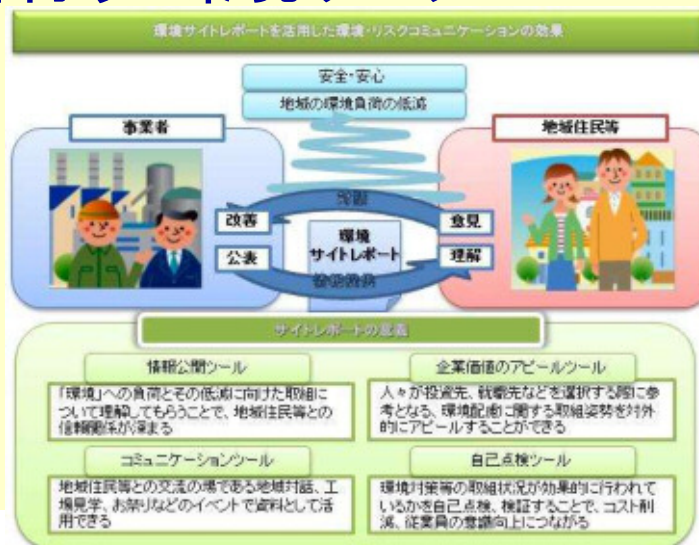 環境サイトレポートを活用した環境・リスクコミュニケーションの効果
安全・安心
地域の環境負荷の低減
事業者
地域住民等
改善
意見
環境
サイトレポート
公表
理解
情報提供
サイトレポートの意義
情報公開ツール
「環境」への負荷とその低減に向けた取組に
ついて理解してもらうことで、地域住民等との
信頼関係が深まる
企業価値のアピールツール
人々が投資先、就職先などを選択する際に参
考となる、環境配慮に関する取組姿勢を対外
的にアピールすることができる
コミュニケーションツール
地域住民等との交流の場である地域対話、工
場見学、お祭りなどのイベントで資料として活
用できる
自己点検ツール
環境対策等の取組状況が効果的に行われて
いるかを自己点検、検証することで、コスト削
減、従業員の意識向上につながる